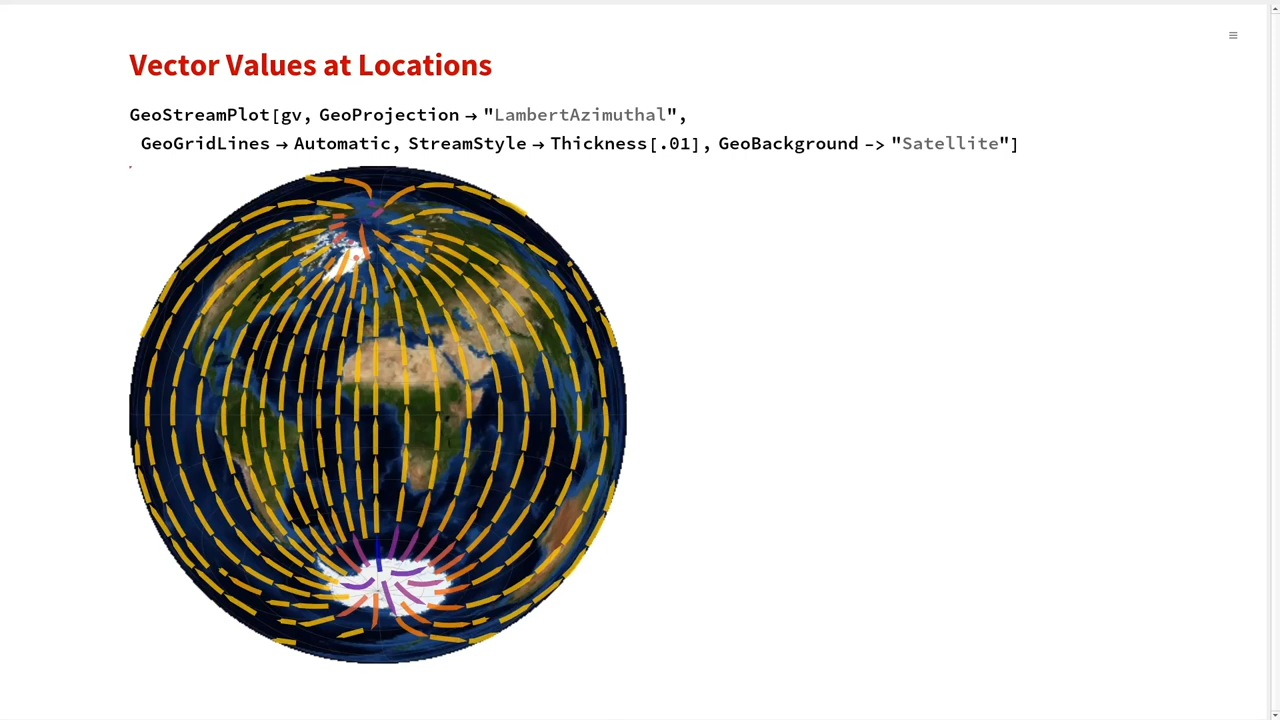 Vector Values at Locations
GeoStreamPlot[gv, GeoProjection → "LambertAzimuthal",
GeoGridLines → Automatic, StreamStyle → Thickness[.01], GeoBackground -> "Satellite"]